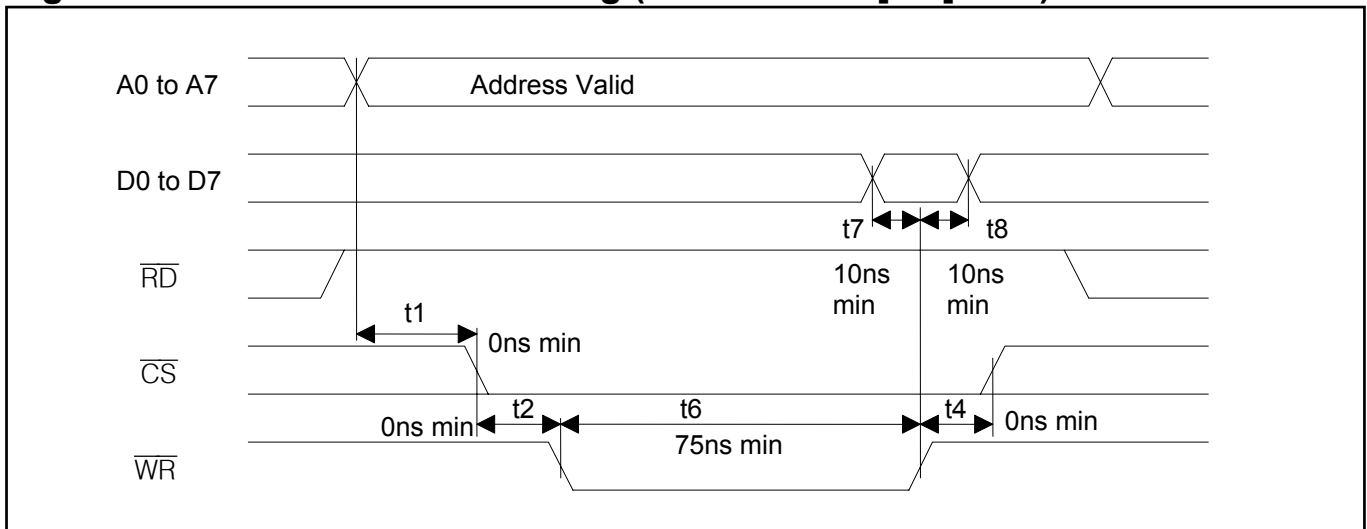 A0 to A7
Address Valid
D0 to D7
t7
t8
RD
10ns
min
10ns
min
t1
0ns min
CS
t2
t6
t4
0ns min
75ns min
0ns min
WR